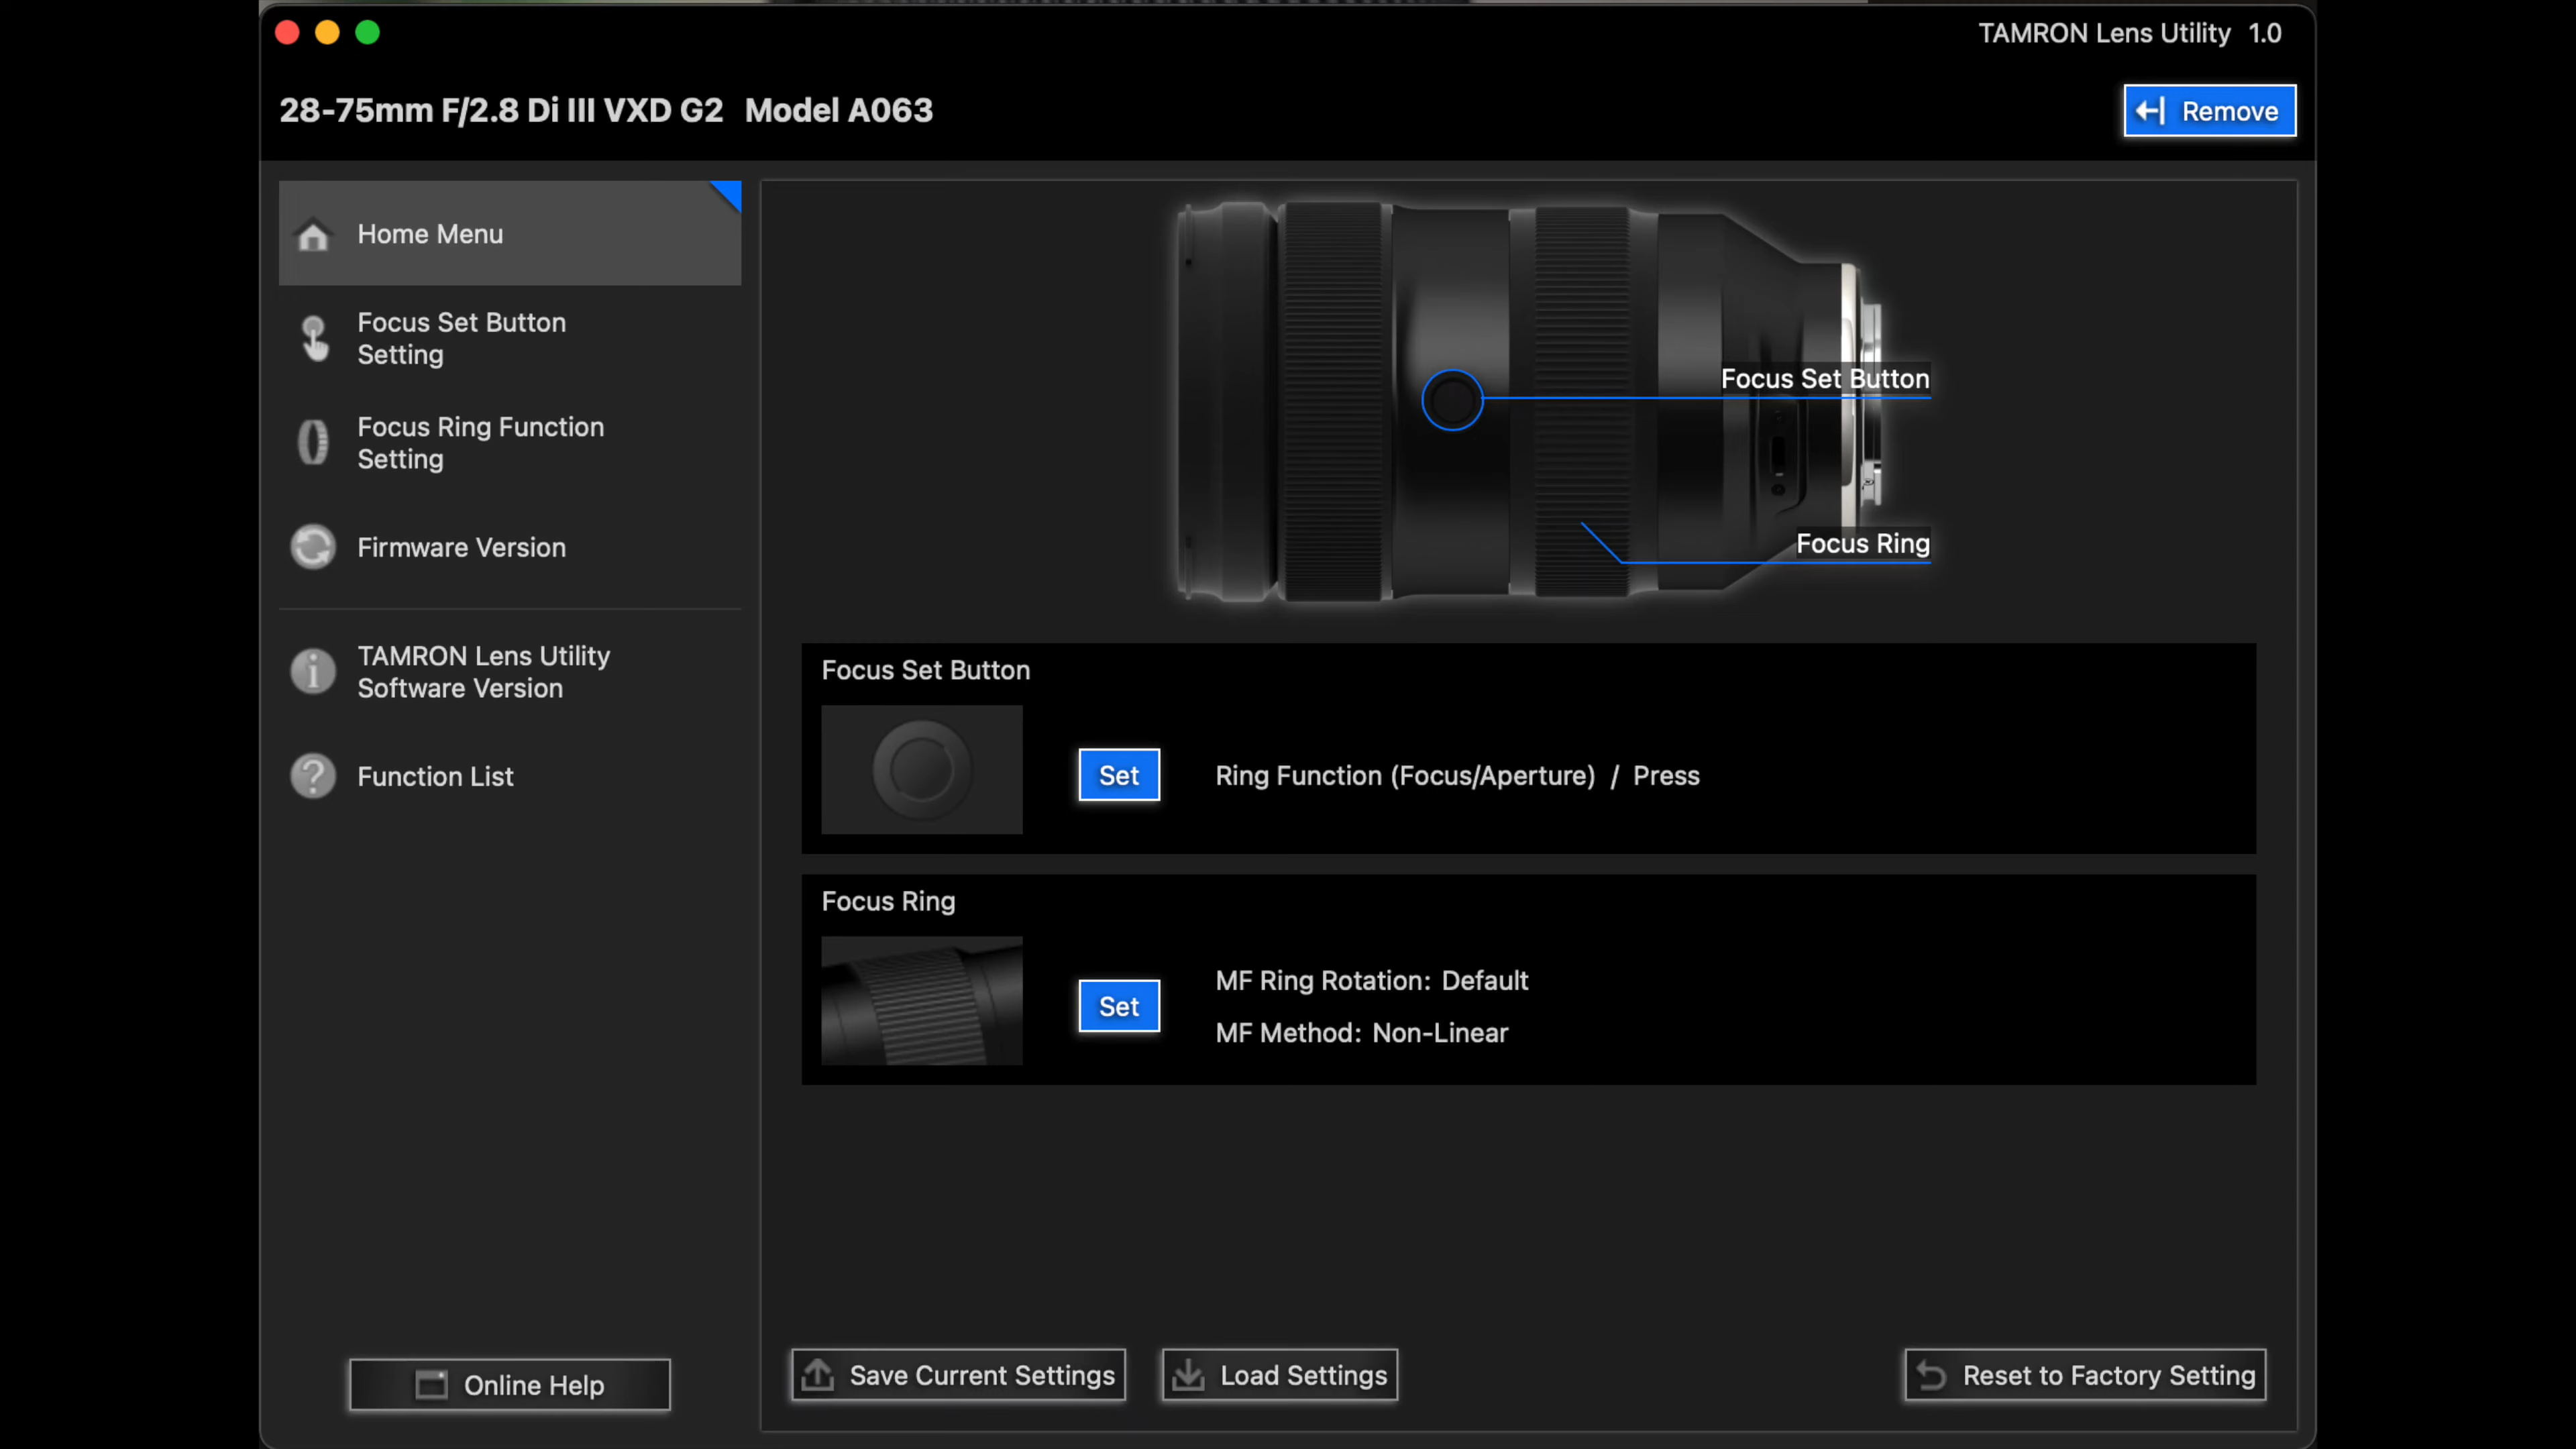 TAMRON Lens Utility 1.0
28-75mm F/2.8 Di III VXD G2 Model A063
Remove
Home Menu
Focus Set Button
Setting
Focus Ring Function
Setting
Firmware Version
TAMRON Lens Utility
Software Version
Function List
Online Help
Focus Set Button
Focus Ring
Focus Set Button
Set
Ring Function (Focus/Aperture) / Press
Focus Ring
Set
MF Ring Rotation: Default
MF Method: Non-Linear
Save Current Settings
Load Settings
Reset to Factory Setting